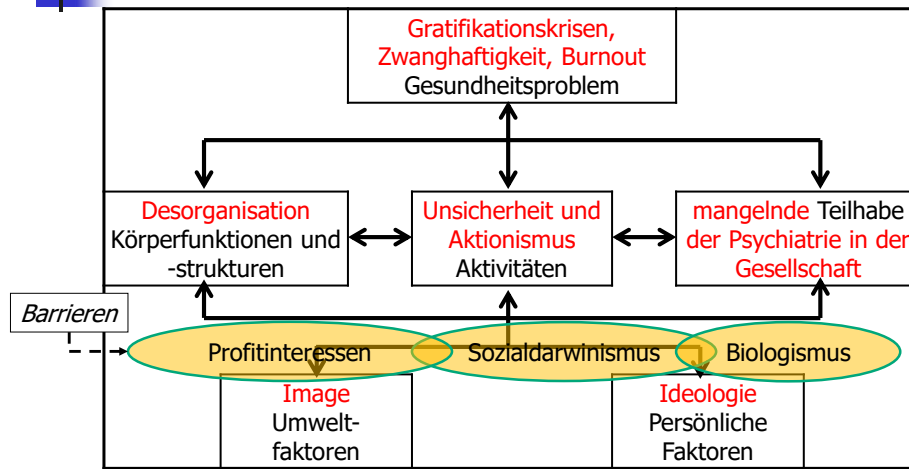 Gratifikationskrisen,
Zwanghaftigkeit, Burnout
Gesundheitsproblem
Desorganisation
Körperfunktionen und
-strukturen
Unsicherheit und
Aktionismus
Aktivitäten
mangelnde Teilhabe
der Psychiatrie in der
Gesellschaft
Barrieren
Profitinteressen
Sozialdarwinismus
Biologismus
Image
Umwelt-
faktoren
Ideologie
Persönliche
Faktoren